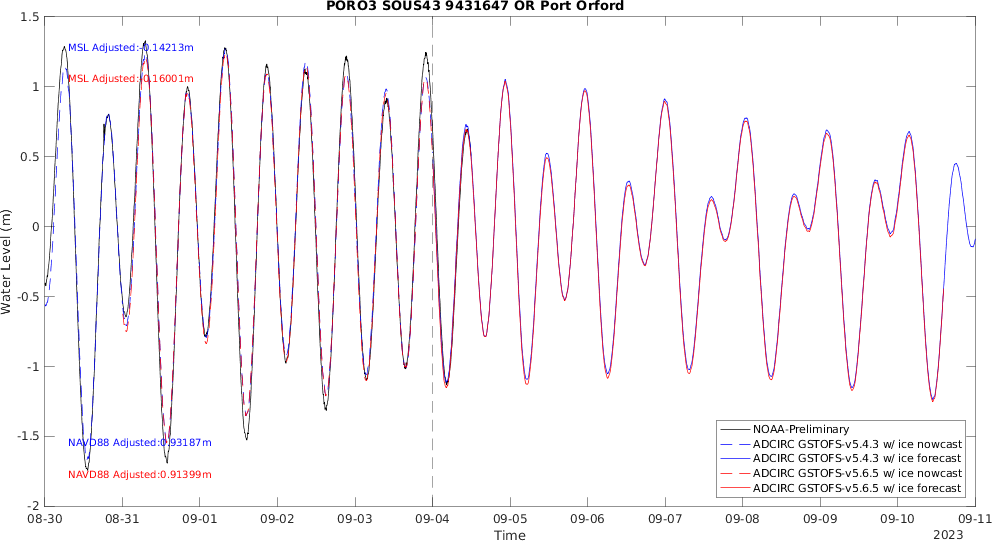 PORO3 SOUS43 9431647 OR Port Orford
1.5
1
0.5
0
-0.5
-1
-1.5
-2
Water Level (m)
MSL Adjusted:-0.14213m
MSL Adjusted:-0.16001m
NAVD88 Adjusted:0.93187m
NAVD88 Adjusted:0.91399m
NOAA-Preliminary
ADCIRC GSTOFS-v5.4.3 w/ ice nowcast
ADCIRC GSTOFS-v5.4.3 w/ ice forecast
ADCIRC GSTOFS-v5.6.5 w/ ice nowcast
ADCIRC GSTOFS-v5.6.5 w/ ice forecast
08-30 08-31 09-01 09-02 09-03 09-04 09-05 09-06 09-07 09-08 09-09 09-10 09-11
Time
2023